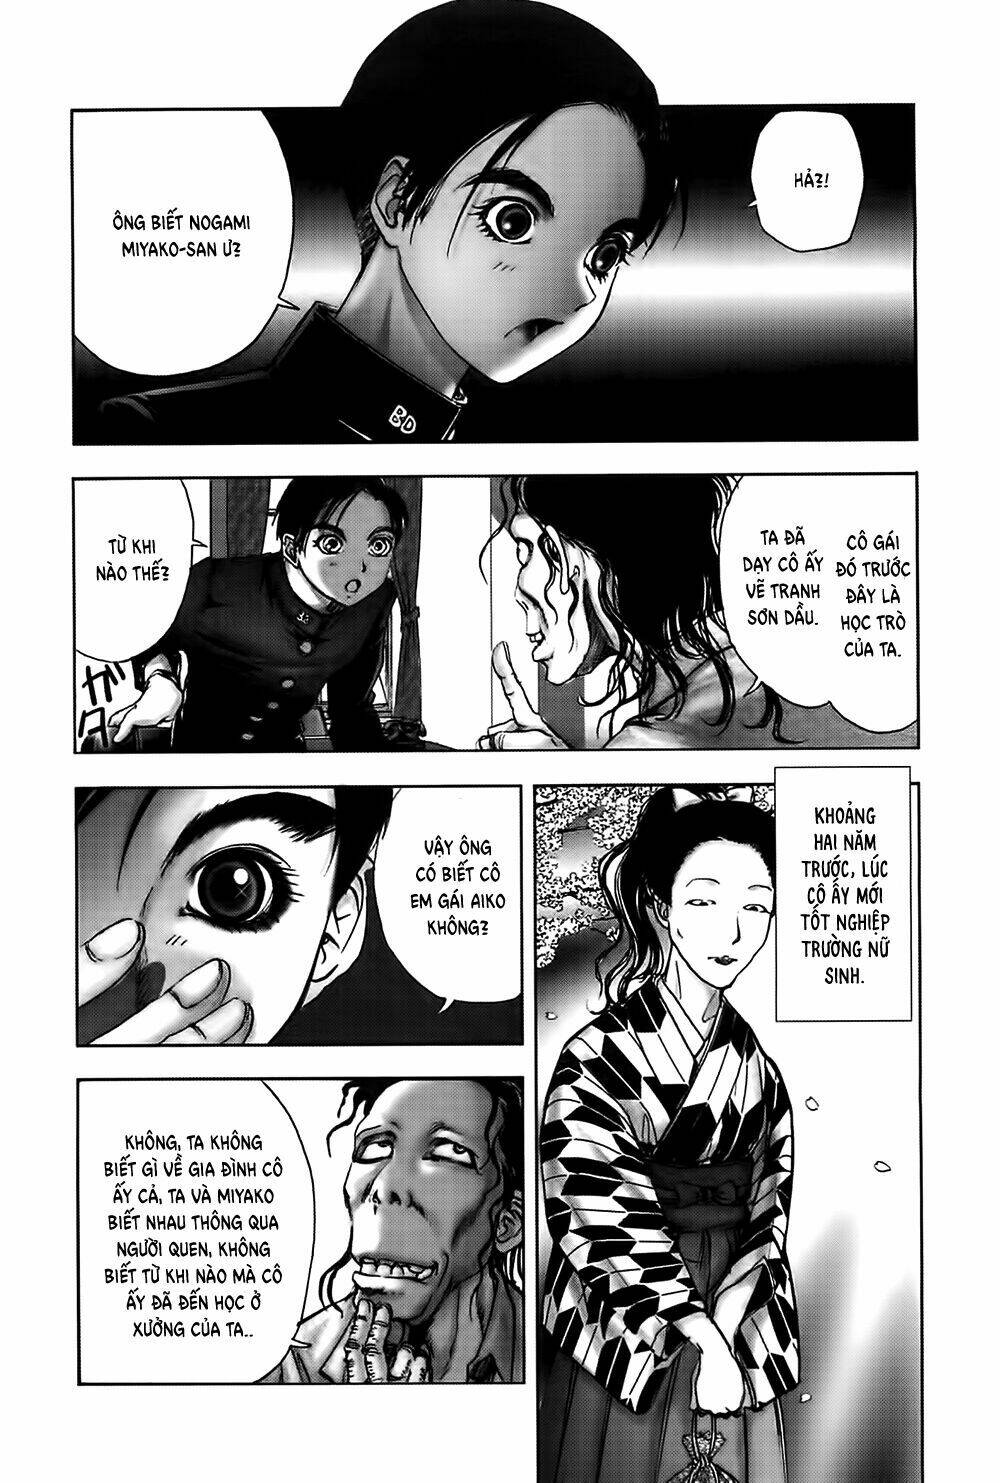 HẢ?!
ÔNG BIẾT NOGAMI
MIYAKO-SAN Ư?
BD
CÔ GÁI
ĐÓ TRƯỚC
ĐÂY LÀ
HỌC TRÒ
CỦA TA.
TA ĐÃ
DẠY CÔ ẤY
VẼ TRANH
SƠN DẦU.
TỪ KHI
NÀO THẾ?
ガタ
KHOẢNG
HAI NĂM
TRƯỚC, LÚC
CÔ ẤY MỚI
TỐT NGHIỆP
TRƯỜNG NỮ
SINH.
VẬY ÔNG
CÓ BIẾT CÔ
EM GÁI AIKO
KHÔNG?
KHÔNG, TA KHÔNG
BIẾT GÌ VỀ GIA ĐÌNH CÔ
ẤY CẢ, TA VÀ MIYAKO
BIẾT NHAU THÔNG QUA
NGƯỜI QUEN, KHÔNG
BIẾT TỪ KHI NÀO MÀ CÔ
ẤY ĐÃ ĐẾN HỌC Ở
XƯỞNG CỦA TA..